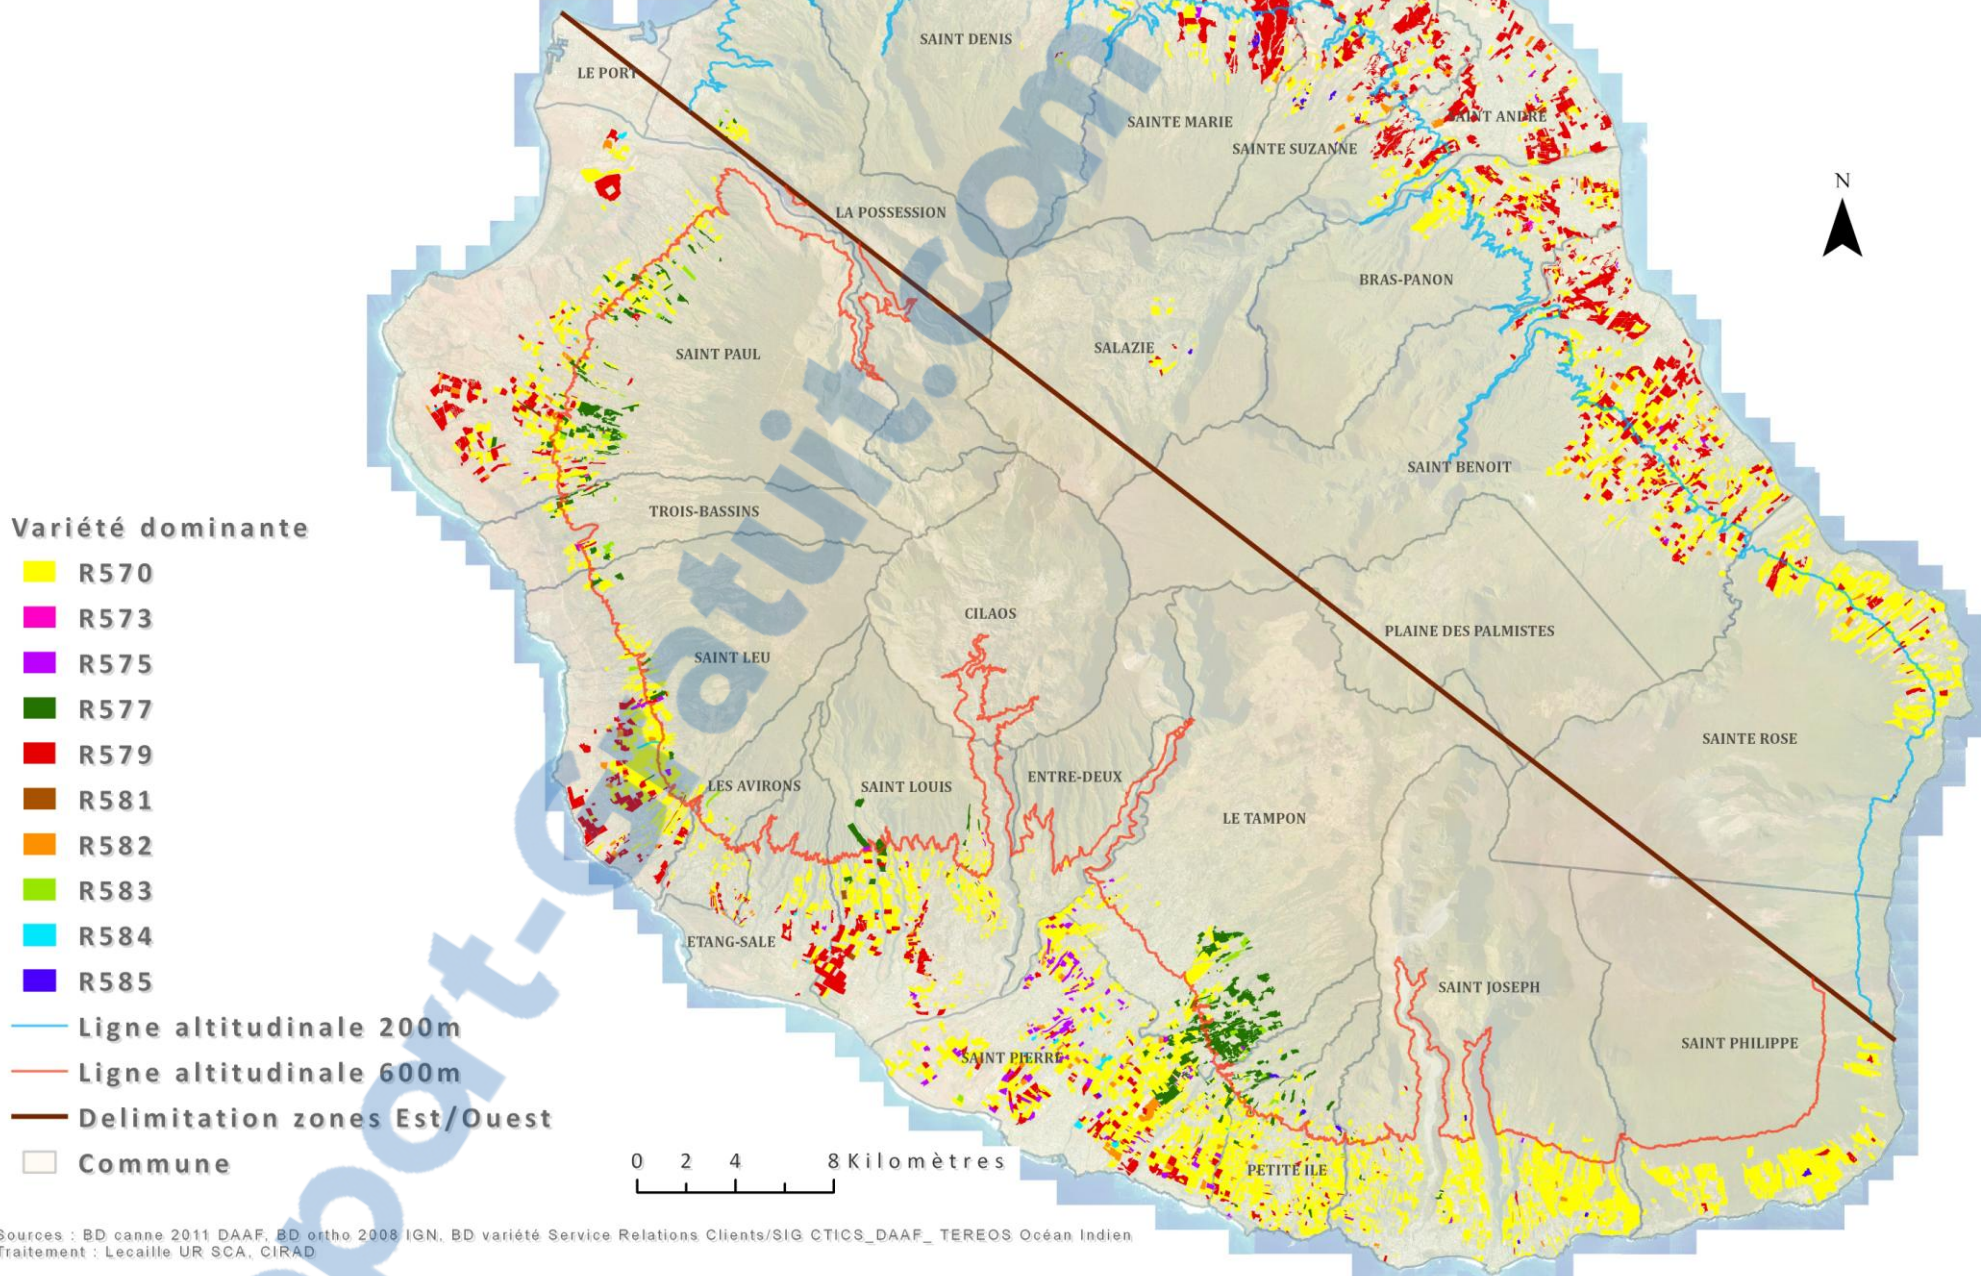 SAINT DENIS
LE PORT
SAINTE MARIE
SAINT ANDRE
SAINTE SUZANNE
N
LA POSSESSION
BRAS-PANON
SALAZIE
SAINT PAUL
SAINT BENOIT
TROIS-BASSINS
CILAOS
PLAINE DES PALMISTES
SAINT LEU
SAINTE ROSE
ENTRE-DEUX
LES AVIRONS
SAINT LOUIS
LE TAMPON
ETANG-SALE
SAINT JOSEPH
SAINT PHILIPPE
SAINT PIERRE
PETITE ILE
Variété dominante
R570
R573
R575
R577
R579
R581
R582
R583
R584
R585
Ligne altitudinale 200m
Ligne altitudinale 600m
Delimitation zones Est/Ouest
Commune
0 2 4 8 Kilomètres
Sources : BD canne 2011 DAAF, BD ortho 2008 IGN, BD variété Service Relations Clients/SIG CTICS_DAAF_ TEREOS Océan Indien
Traitement : Lecaille UR SCA, CIRAD